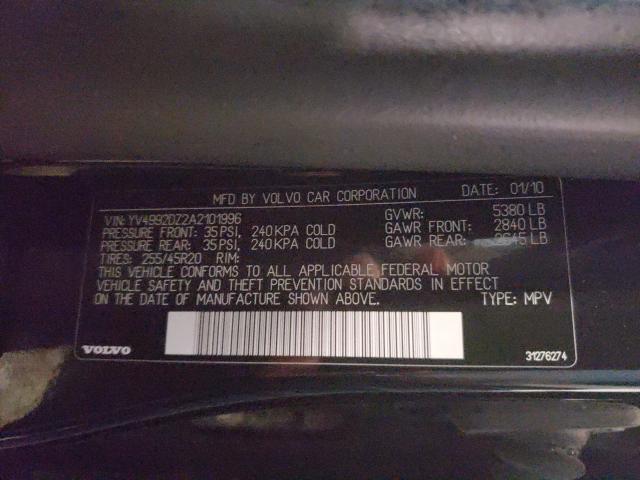 MFD BY VOLVO CAR CORPORATION DATE: 01/10
VIN: YV4992DZ2A2101996 GVWR: 5380 LB
PRESSURE FRONT: 35 PSI, 240 KPA COLD GAWR FRONT: 2840 LB
PRESSURE REAR: 35 PSI, 240 KPA COLD GAWR REAR: 2645 LB
TIRES: 255/45R20 RIM:
THIS VEHICLE CONFORMS TO ALL APPLICABLE FEDERAL MOTOR
VEHICLE SAFETY AND THEFT PREVENTION STANDARDS IN EFFECT
ON THE DATE OF MANUFACTURE SHOWN ABOVE. TYPE: MPV
VOLVO 31276274